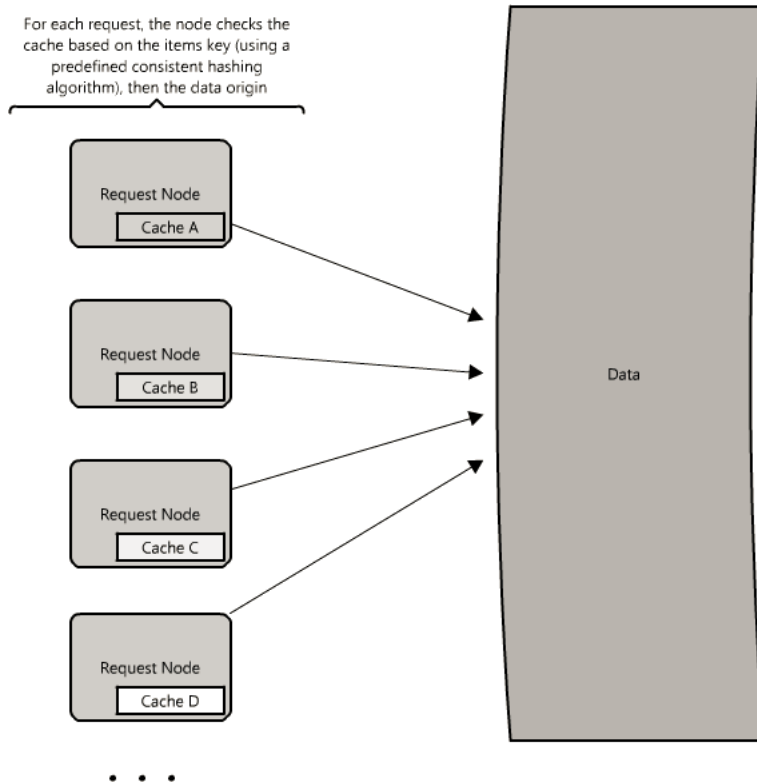 For each request, the node checks the
cache based on the items key (using a
predefined consistent hashing
algorithm), then the data origin
Request Node
Cache A
Request Node
Cache B
Data
Request Node
Cache C
Request Node
Cache D
. . .